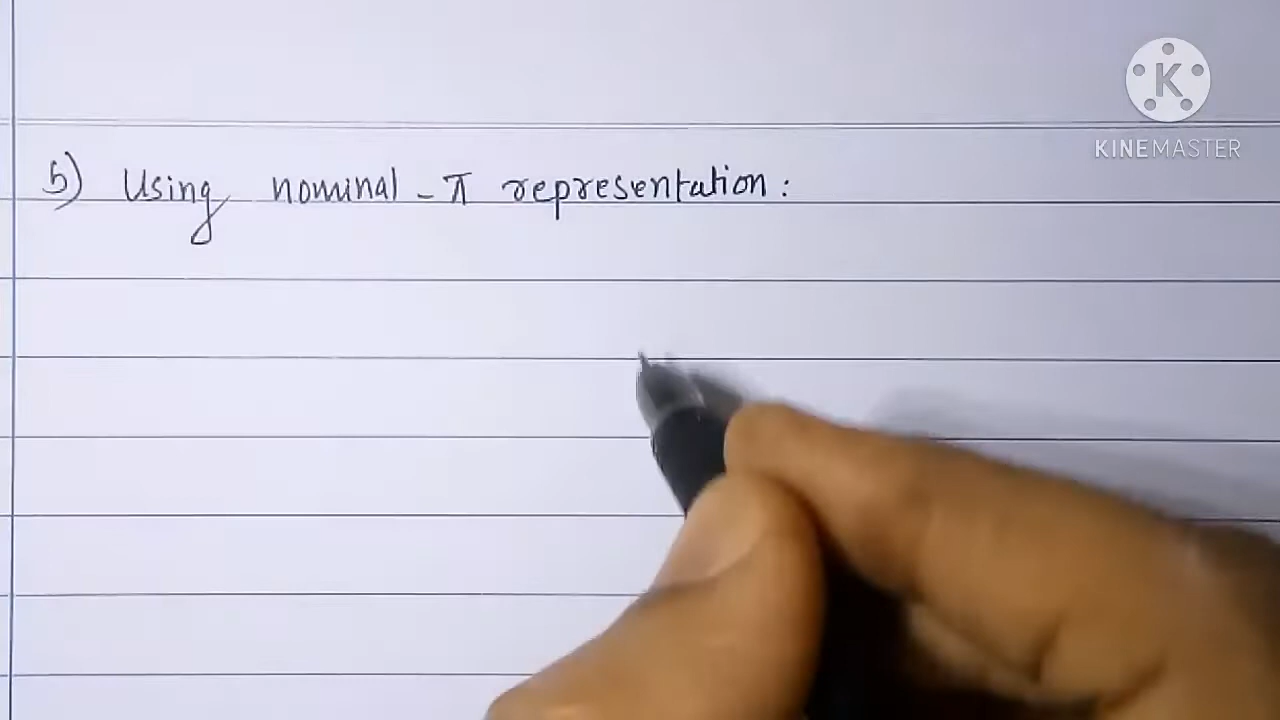 5) Using nominal - π representation :
K
KINEMASTER